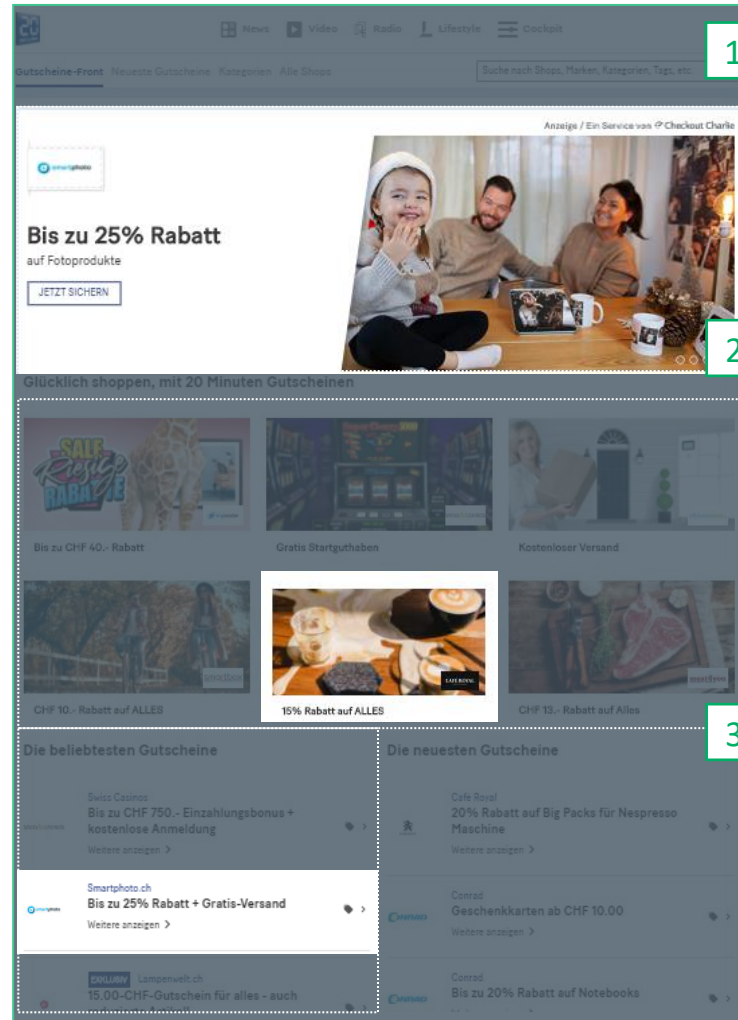 20
News Video Radio Lifestyle Cockpit
1
Gutscheine-Front Neueste Gutscheine Kategorien Alle Shops
Suche nach Shops, Marken, Kategorien, Tags, etc.
Anzeige / Ein Service von Checkout Charlie
smartphoto
Bis zu 25% Rabatt
auf Fotoprodukte
JETZT SICHERN
2
Glücklich shoppen, mit 20 Minuten Gutscheinen
SALE
Riesige
RABATTE
Bis zu CHF 40.- Rabatt
Gratis Startguthaben
Kostenloser Versand
CHF 10.- Rabatt auf ALLES
CAFÉ ROYAL
15% Rabatt auf ALLES
CHF 13.- Rabatt auf Alles
3
Die beliebtesten Gutscheine
Swiss Casinos
Bis zu CHF 750.- Einzahlungsbonus +
kostenlose Anmeldung
Weitere anzeigen
Smartphoto.ch
smartphoto
Bis zu 25% Rabatt + Gratis-Versand
Weitere anzeigen
EXKLUSIV Lampenwelt.ch
15.00-CHF-Gutschein für alles - auch
Die neuesten Gutscheine
Cafe Royal
20% Rabatt auf Big Packs für Nespresso
Maschine
Weitere anzeigen
Conrad
CONRAD
Geschenkkarten ab CHF 10.00
Weitere anzeigen
Conrad
CONRAD
Bis zu 20% Rabatt auf Notebooks